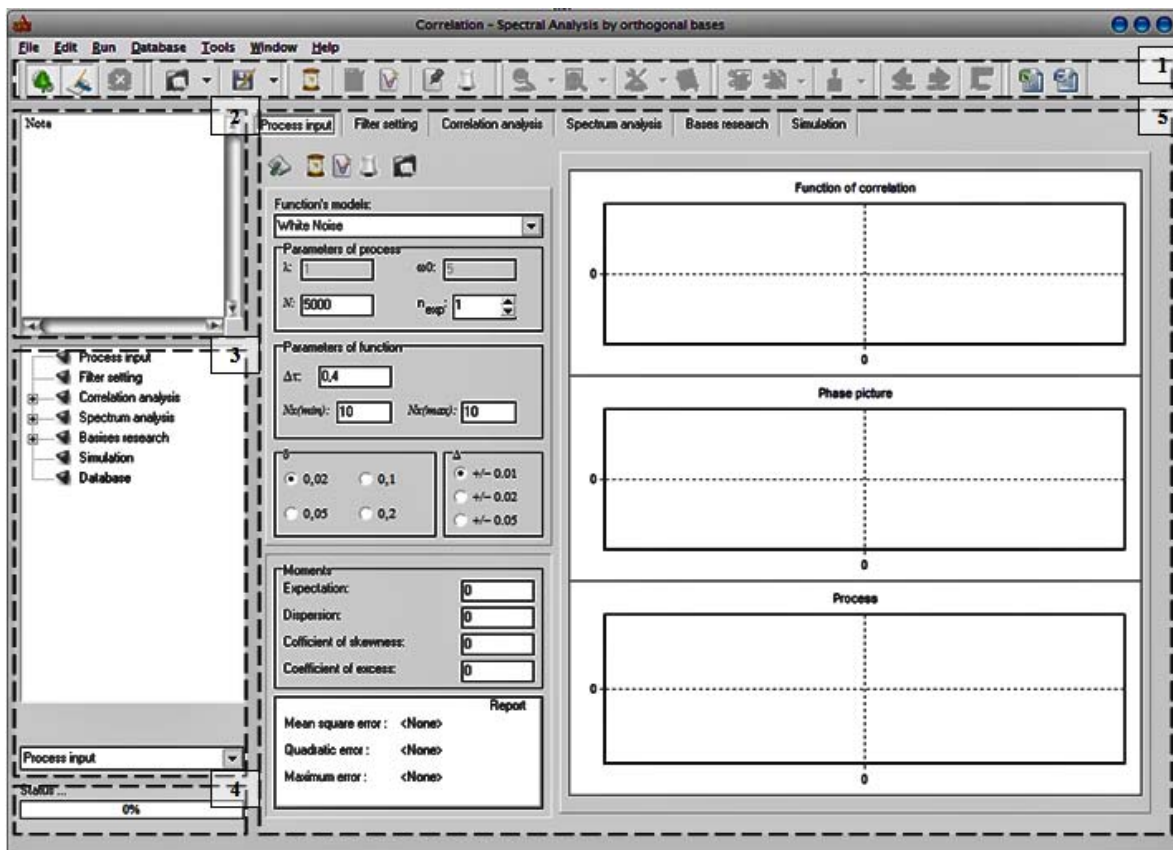 Correlation - Spectral Analysis by orthogonal bases
File Edit Run Database Tools Window Help
1
2
Note
3
Process input
Filter setting
Correlation analysis
Spectrum analysis
Basises research
Simulation
Database
Process input
4
Status ...
0%
5
Process input Filter setting Correlation analysis Spectrum analysis Bases research Simulation
Function's models:
White Noise
Parameters of process
λ: 1 ω0: 5
N: 5000 nexp: 1
Parameters of function
Δτ: 0,4
Nx(min): 10 Nx(max): 10
δ
0,02 0,1
0,05 0,2
Δ
+/- 0.01
+/- 0.02
+/- 0.05
Moments
Expectation: 0
Dispersion: 0
Cofficient of skewness: 0
Coefficient of excess: 0
Report
Mean square error : <None>
Quadratic error : <None>
Maximum error : <None>
Function of correlation
0
0
Phase picture
0
0
Process
0
0